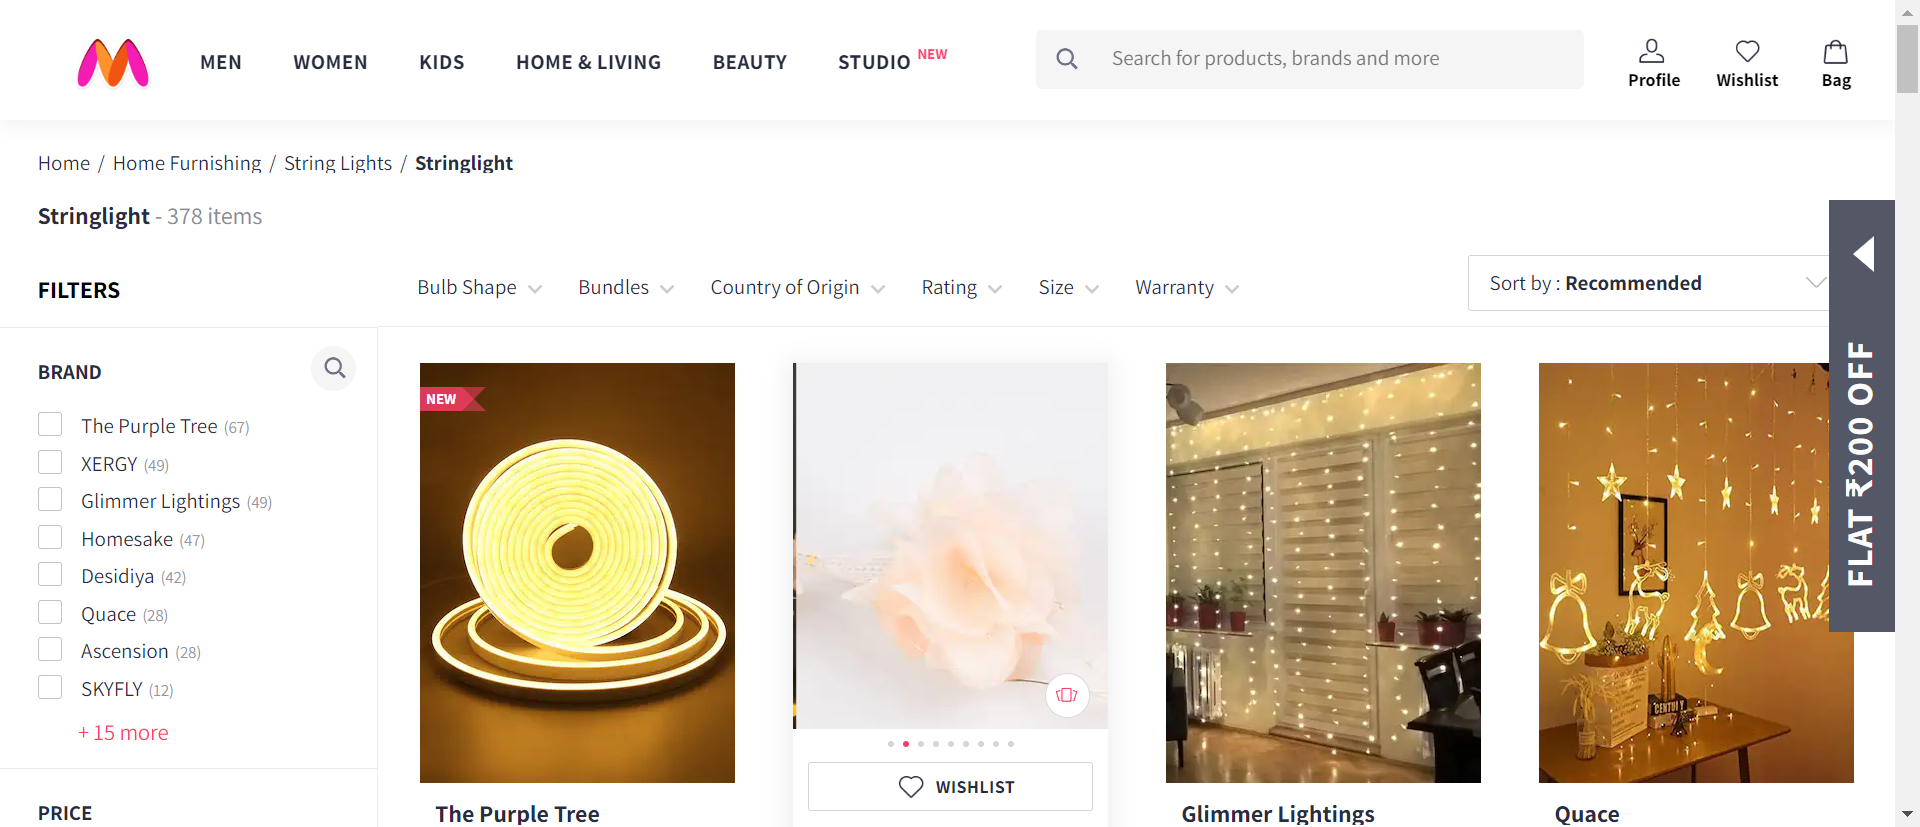 MEN WOMEN KIDS HOME & LIVING BEAUTY STUDIO NEW
Search for products, brands and more
Profile Wishlist Bag
Home / Home Furnishing / String Lights / Stringlight
Stringlight - 378 items
FILTERS
Bulb Shape Bundles Country of Origin Rating Size Warranty
Sort by : Recommended
FLAT ₹200 OFF
BRAND
The Purple Tree (67)
XERGY (49)
Glimmer Lightings (49)
Homesake (47)
Desidiya (42)
Quace (28)
Ascension (28)
SKYFLY (12)
+ 15 more
PRICE
NEW
The Purple Tree
WISHLIST
Glimmer Lightings
Quace